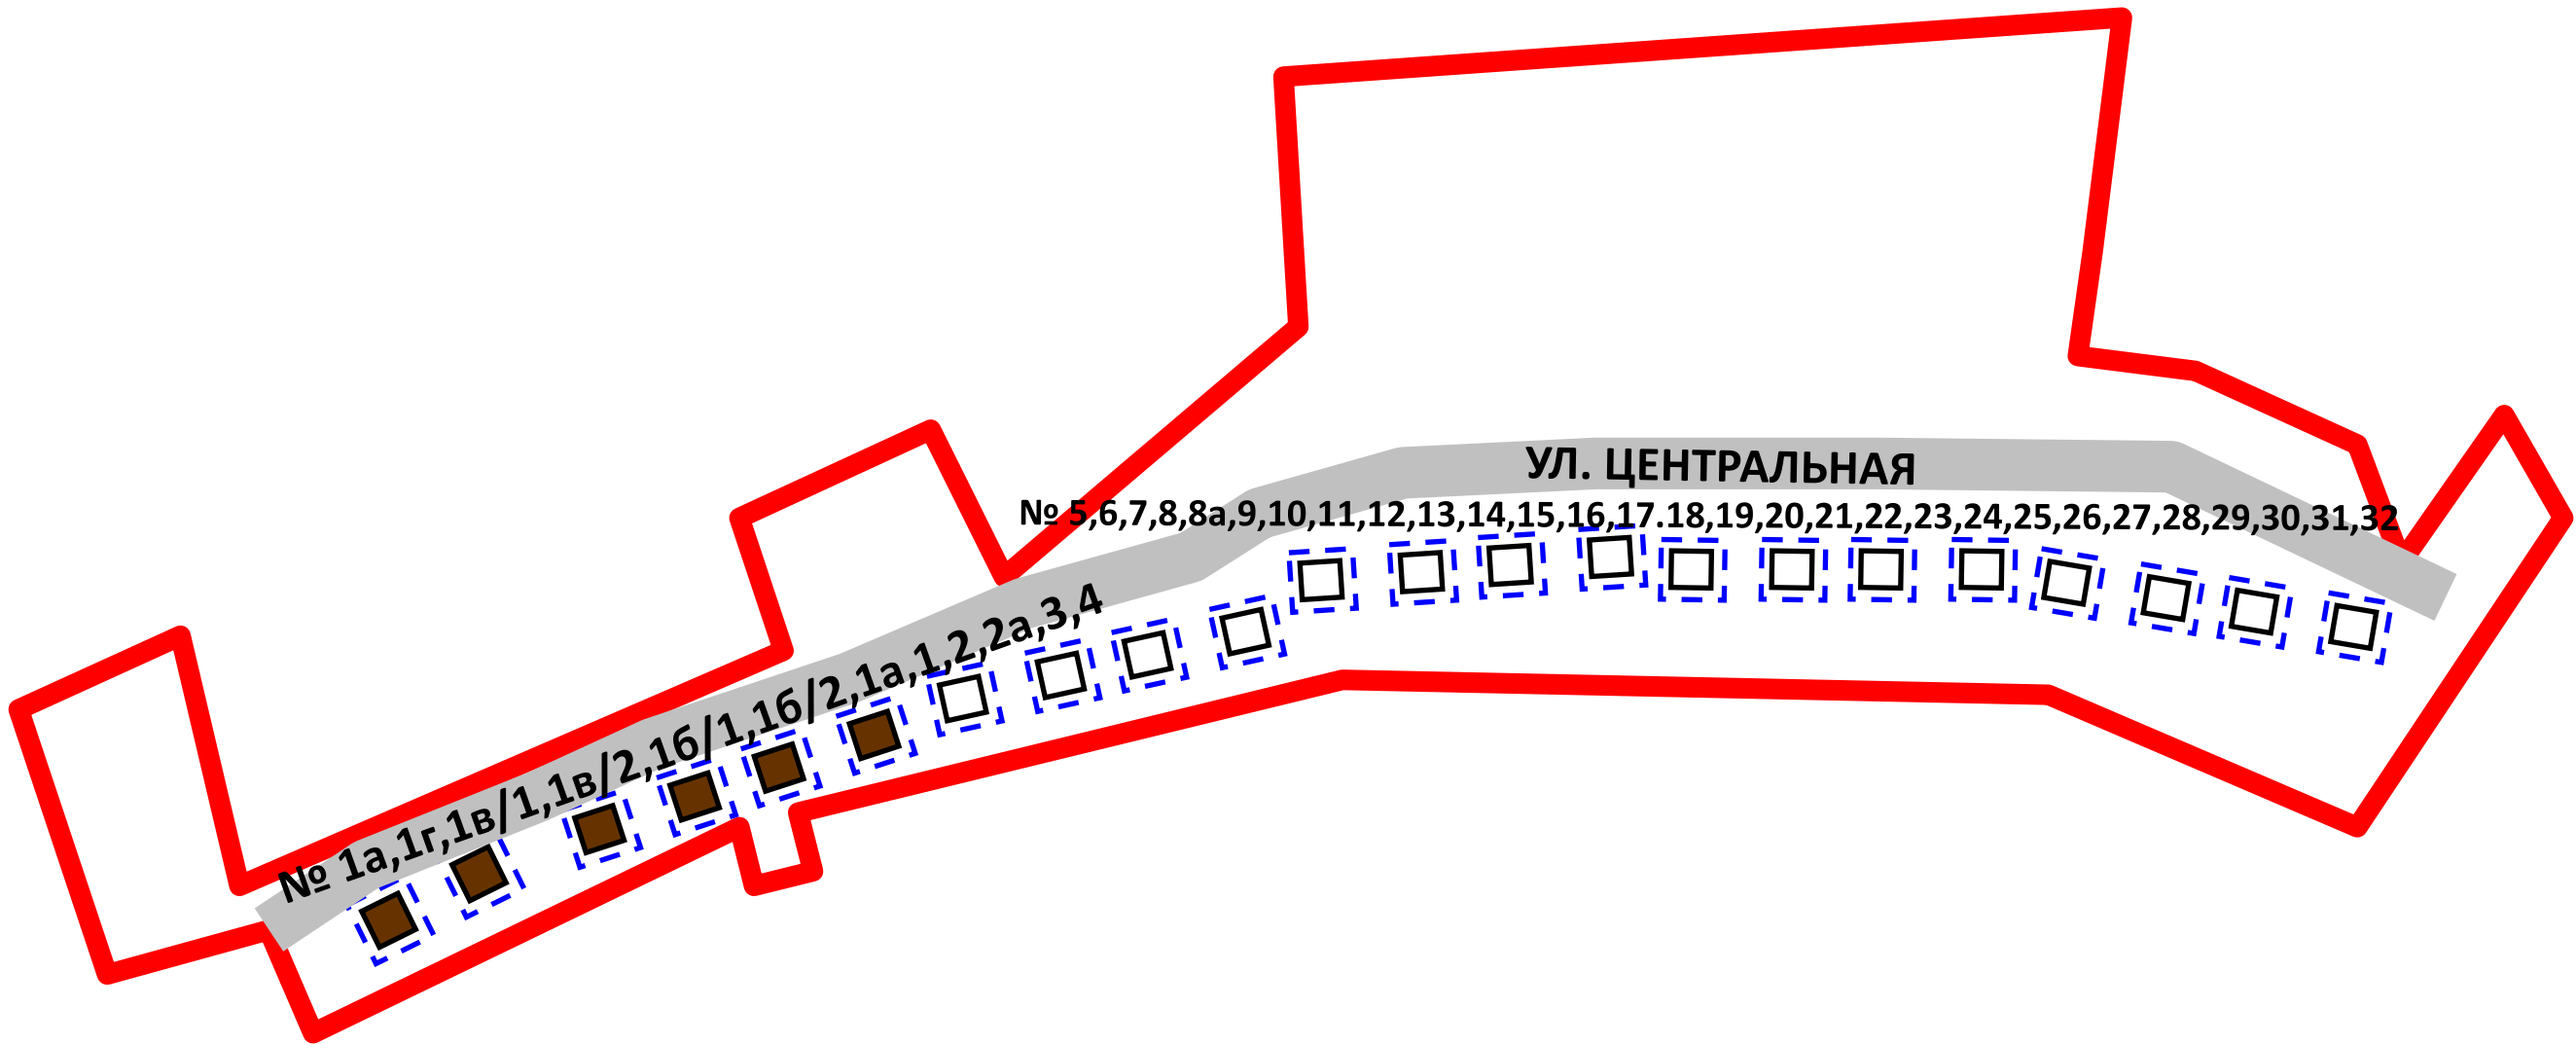 УЛ. ЦЕНТРАЛЬНАЯ
№ 5,6,7,8,8а,9,10,11,12,13,14,15,16,17.18,19,20,21,22,23,24,25,26,27,28,29,30,31,32
№ 1а,1г,1в/1,1в/2,1б/1,1б/2,1а,1,2,2а,3,4